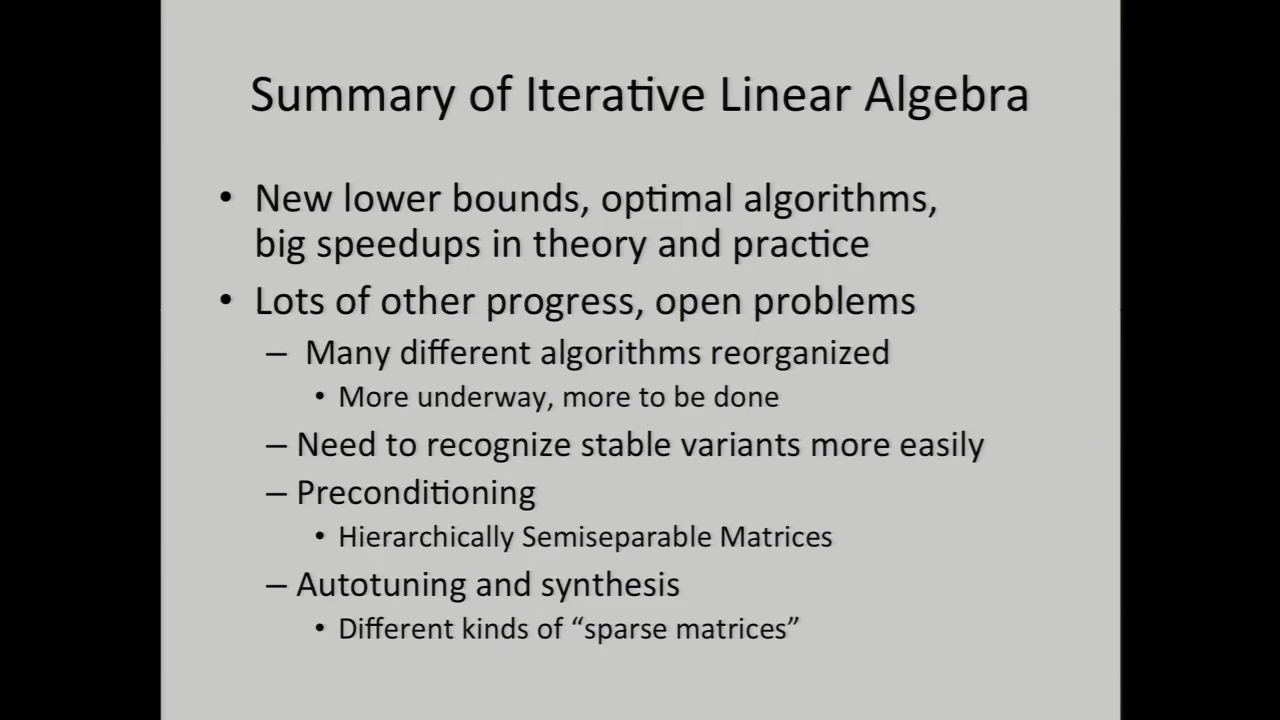 Summary of Iterative Linear Algebra
• New lower bounds, optimal algorithms,
big speedups in theory and practice
• Lots of other progress, open problems
– Many different algorithms reorganized
• More underway, more to be done
– Need to recognize stable variants more easily
– Preconditioning
• Hierarchically Semiseparable Matrices
– Autotuning and synthesis
• Different kinds of “sparse matrices”